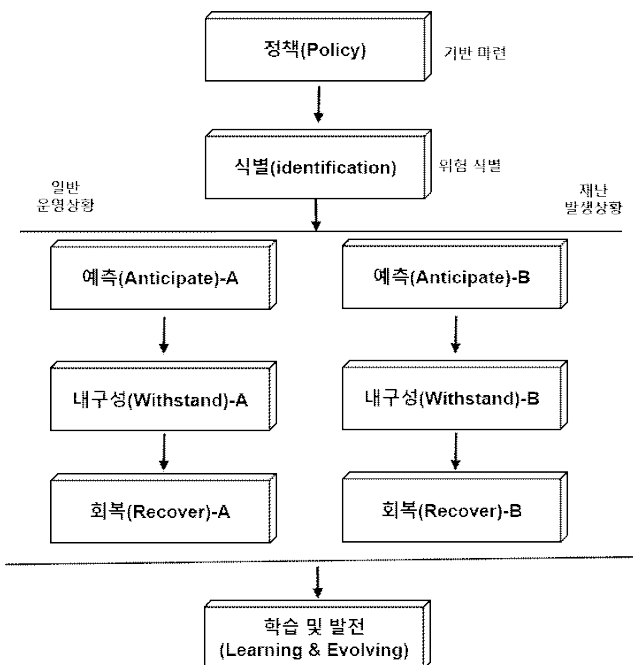 정책(Policy)
기반 마련
식별(identification)
위험 식별
일반
운영상황
재난
발생상황
예측(Anticipate)-A
예측(Anticipate)-B
내구성(Withstand)-A
내구성(Withstand)-B
회복(Recover)-A
회복(Recover)-B
학습 및 발전
(Learning & Evolving)